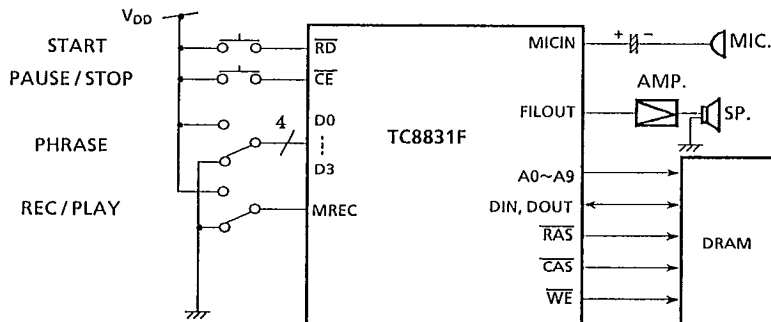 VDD
START
PAUSE / STOP
PHRASE
REC / PLAY
4
RD
CE
D0
D3
MREC
TC8831F
MICIN
FILOUT
A0~A9
DIN, DOUT
RAS
CAS
WE
+ −
MIC.
AMP.
SP.
DRAM